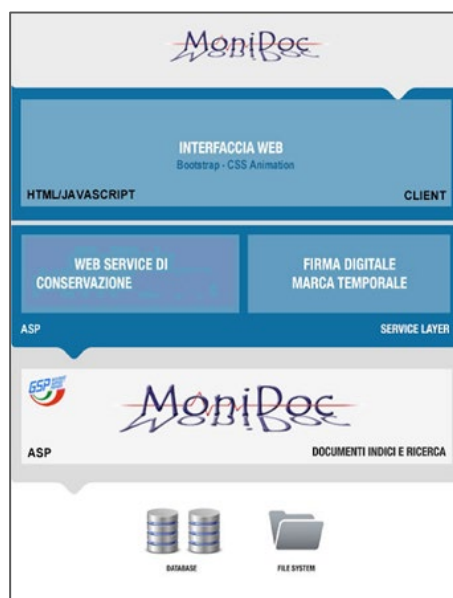 MoniDoc
INTERFACCIA WEB
Bootstrap - CSS Animation
HTML/JAVASCRIPT
CLIENT
WEB SERVICE DI
CONSERVAZIONE
FIRMA DIGITALE
MARCA TEMPORALE
ASP
SERVICE LAYER
GSP
MoniDoc
ASP
DOCUMENTI INDICI E RICERCA
DATABASE
FILE SYSTEM